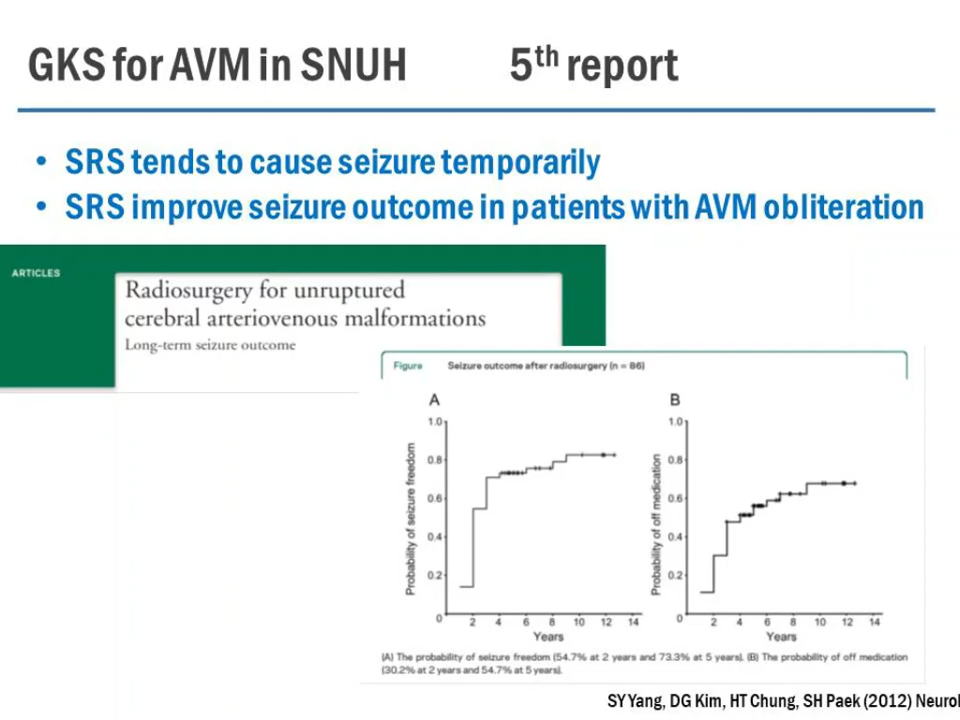 GKS for AVM in SNUH 5th report
• SRS tends to cause seizure temporarily
• SRS improve seizure outcome in patients with AVM obliteration
ARTICLES
Radiosurgery for unruptured
cerebral arteriovenous malformations
Long-term seizure outcome
Figure Seizure outcome after radiosurgery (n = 86)
A
Probability of seizure freedom
1.0
0.8
0.6
0.4
0.2
0
2 4 6 8 10 12 14
Years
B
Probability of off medication
1.0
0.8
0.6
0.4
0.2
0
2 4 6 8 10 12 14
Years
(A) The probability of seizure freedom (54.7% at 2 years and 73.3% at 5 years). (B) The probability of off medication
(30.2% at 2 years and 54.7% at 5 years).
SY Yang, DG Kim, HT Chung, SH Paek (2012)